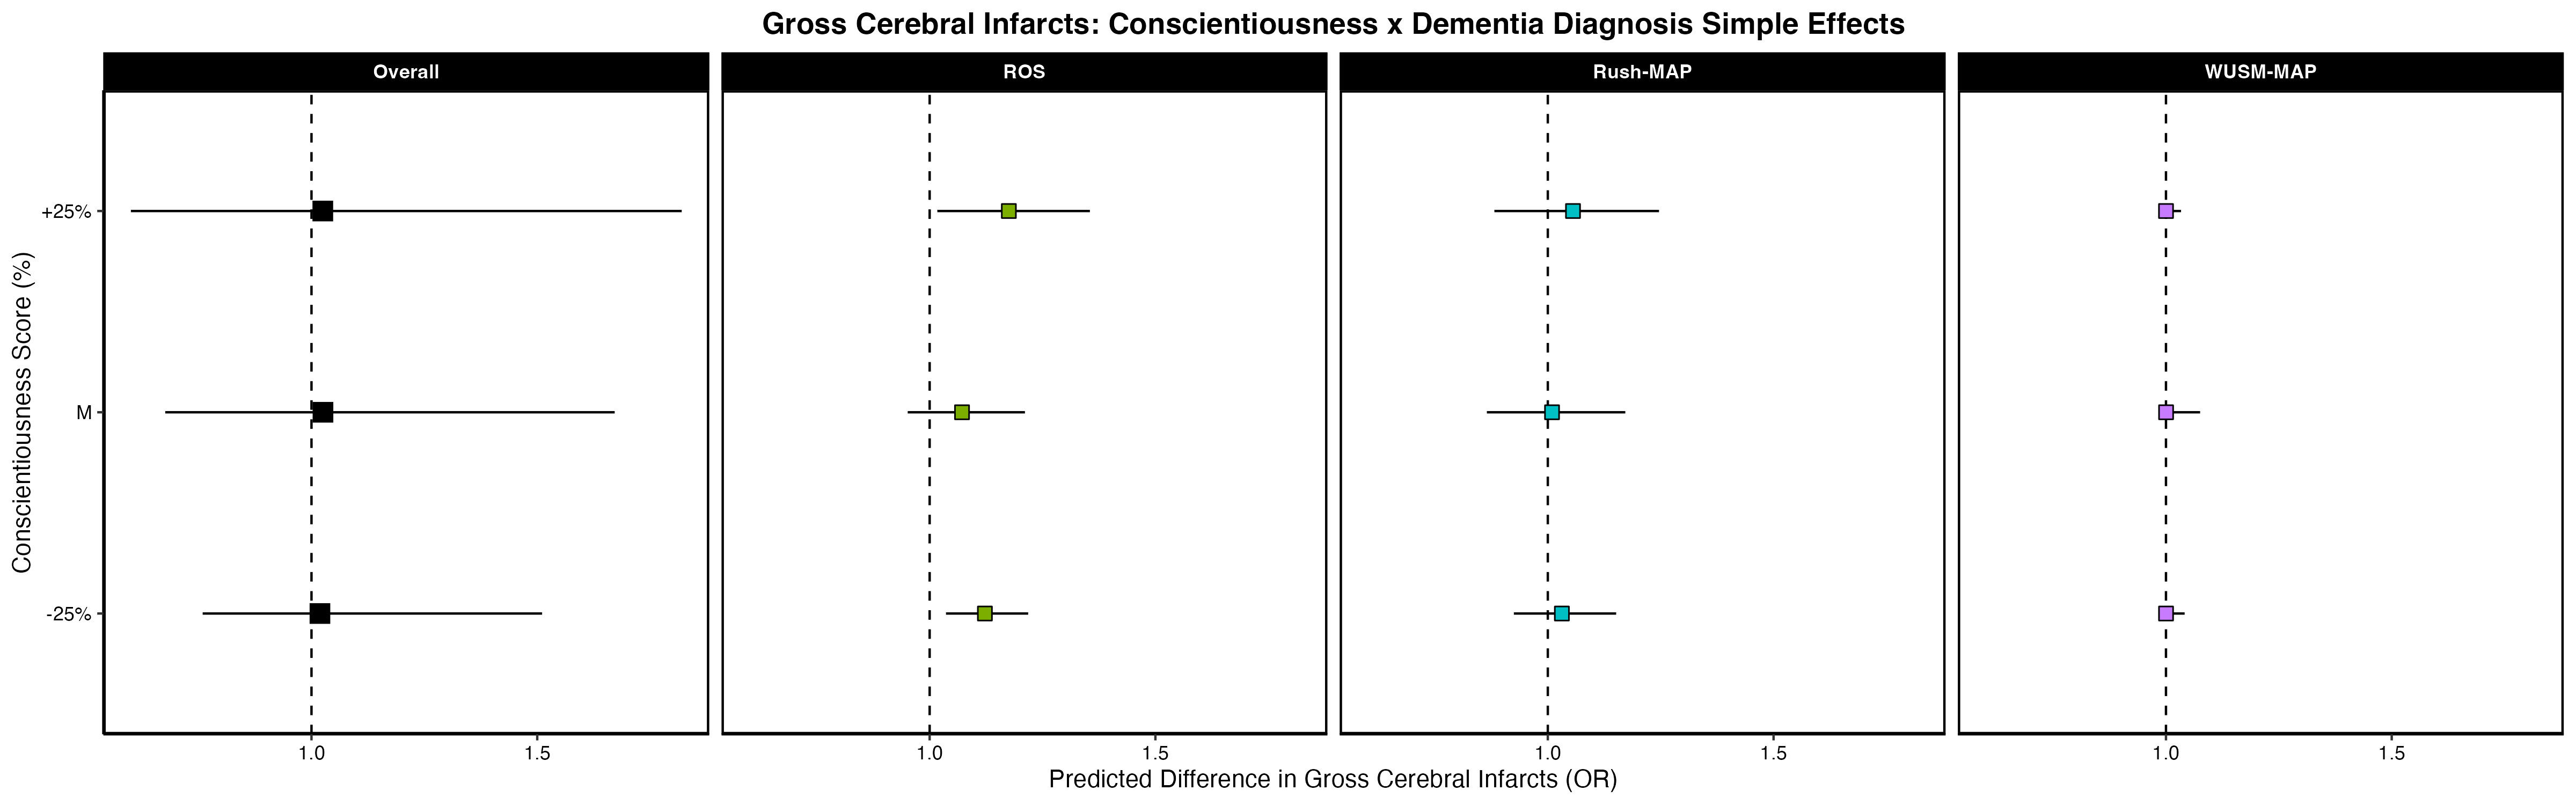 Gross Cerebral Infarcts: Conscientiousness x Dementia Diagnosis Simple Effects
Overall
ROS
Rush-MAP
WUSM-MAP
Conscientiousness Score (%)
+25%
M
-25%
1.0
1.5
1.0
1.5
1.0
1.5
1.0
1.5
Predicted Difference in Gross Cerebral Infarcts (OR)